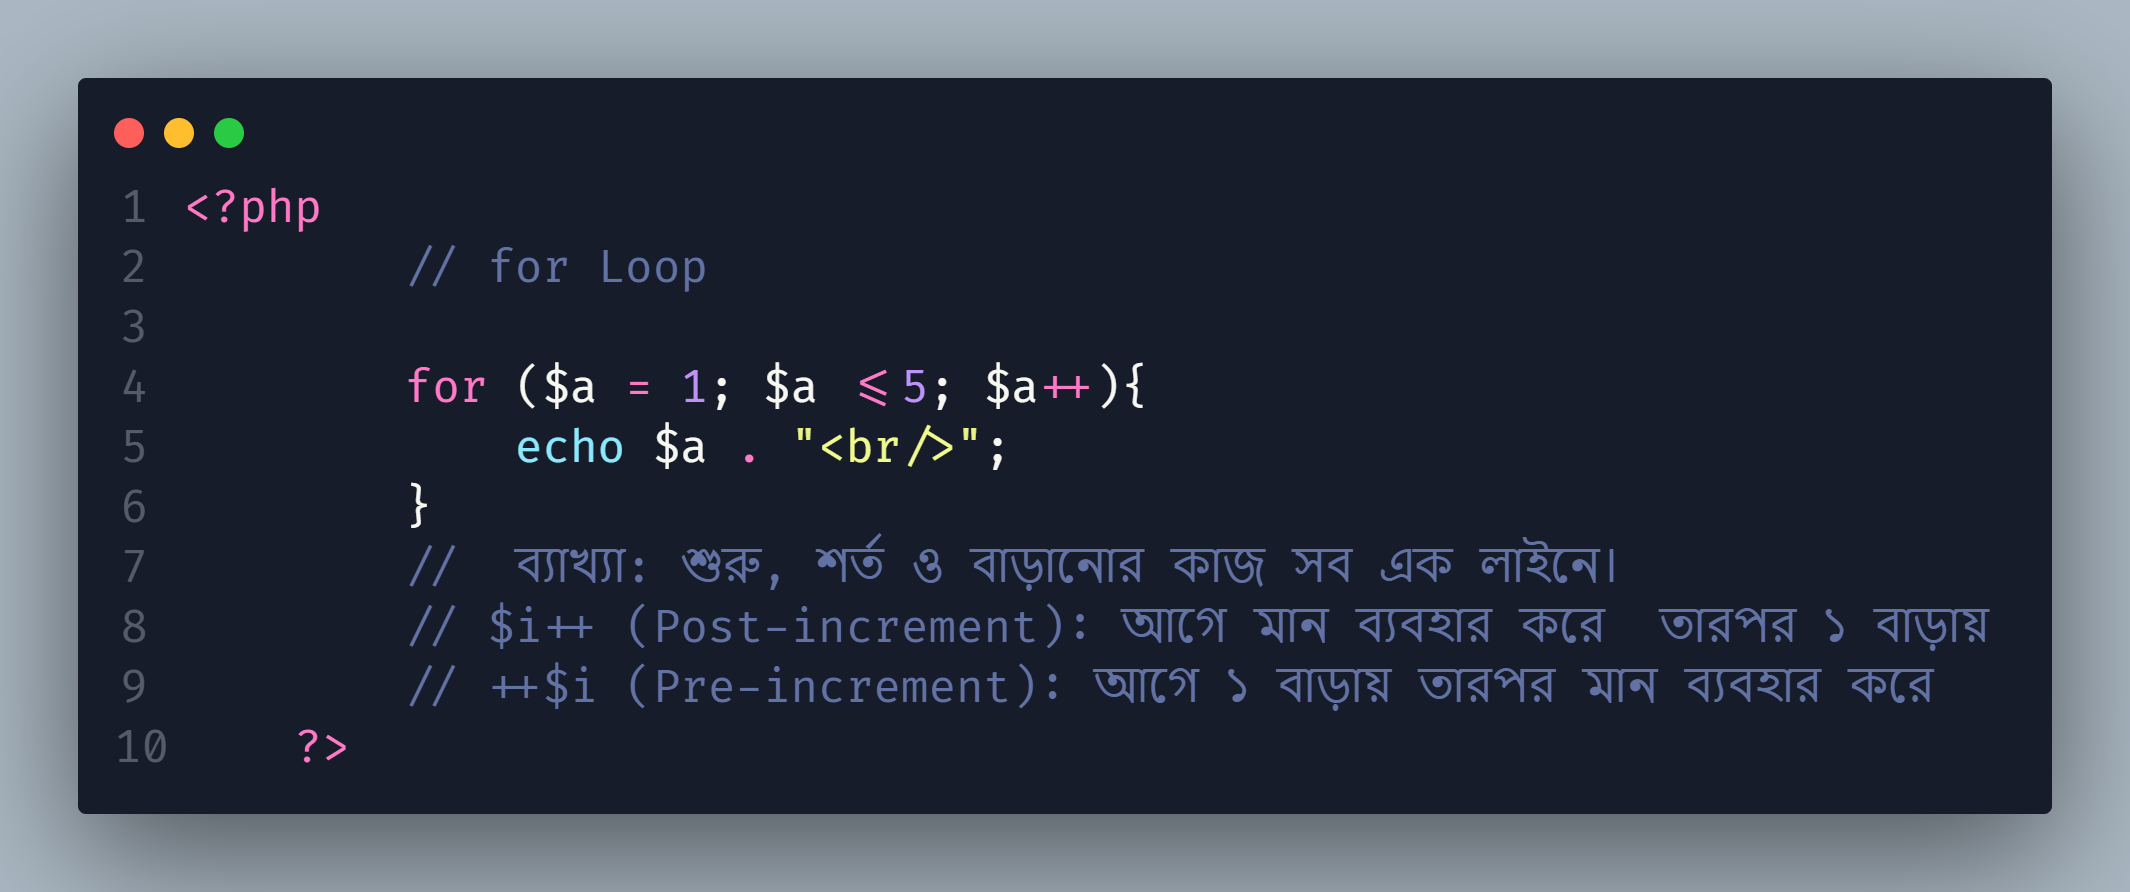 1 <?php
2 // for Loop
3
4 for ($a = 1; $a <=5; $a++){
5 echo $a . "<br/>";
6 }
7 //  ব্যাখ্যা: শুরু, শর্ত ও বাড়ানোর কাজ সব এক লাইনে।
8 // $i++ (Post-increment): আগে মান ব্যবহার করে  তারপর ১ বাড়ায়
9 // ++$i (Pre-increment): আগে ১ বাড়ায় তারপর মান ব্যবহার করে
10 ?>